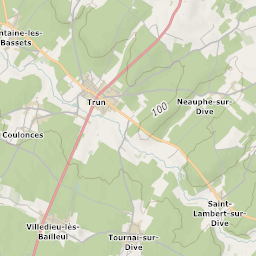 ntaine-les-
Bassets
Trun
100
Neauphe-sur-
Dive
Coulonces
Saint-
Lambert-sur-
Dive
Villedieu-lès-
Bailleul
Tournai-sur-
Dive